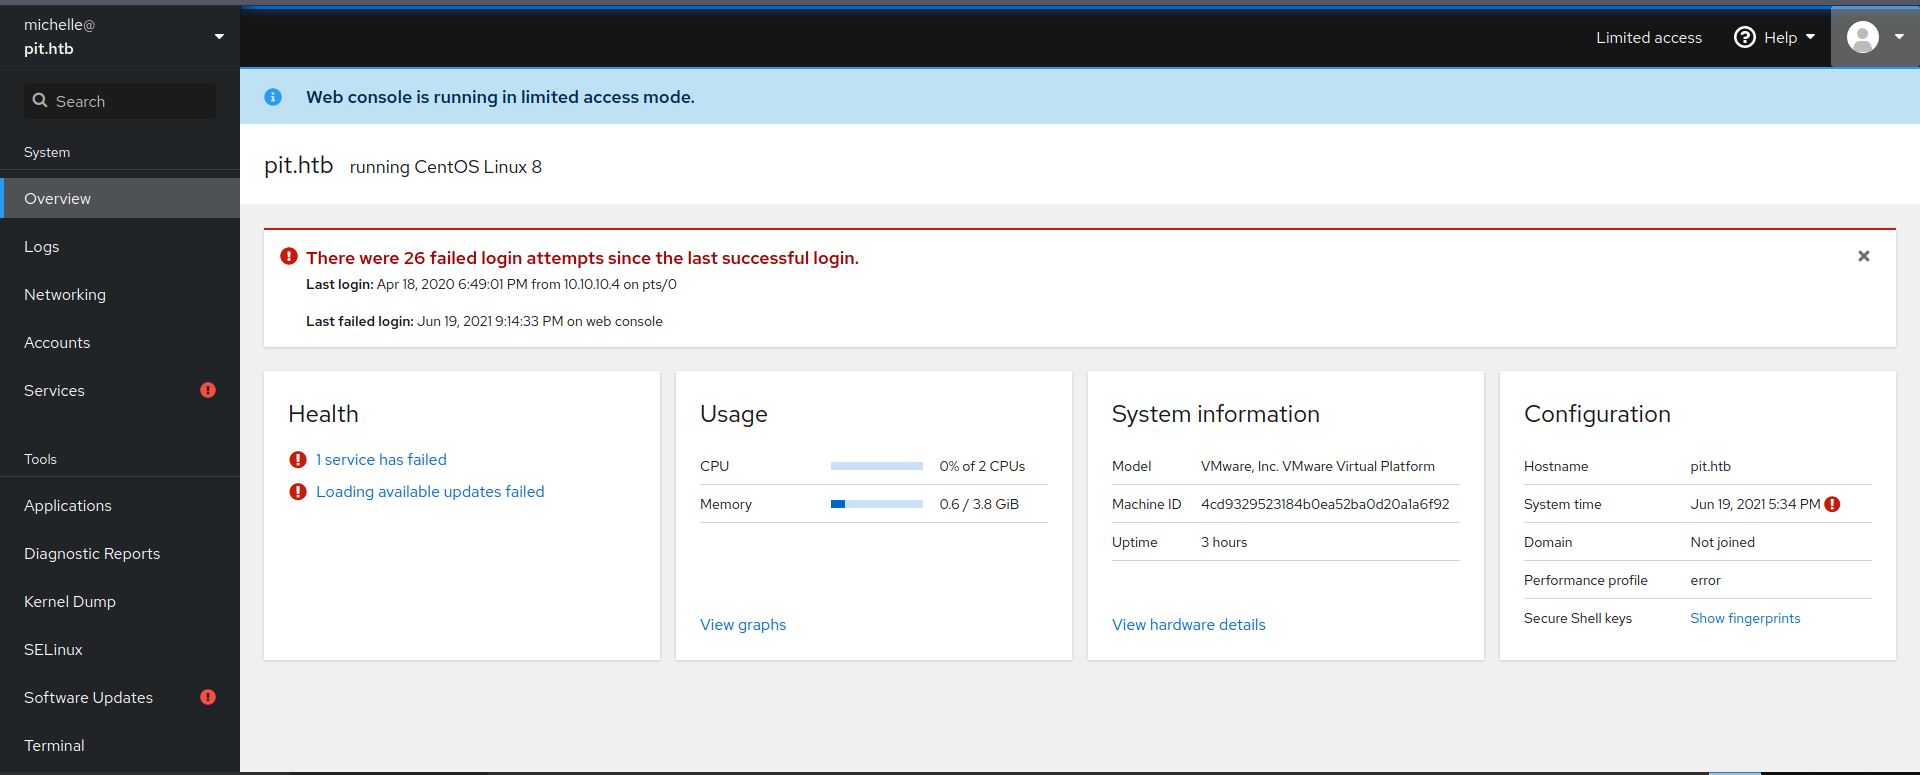 michelle@
pit.htb
Limited access
Help
Search
Web console is running in limited access mode.
System
pit.htb running CentOS Linux 8
Overview
Logs
Networking
Accounts
Services
Tools
Applications
Diagnostic Reports
Kernel Dump
SELinux
Software Updates
Terminal
There were 26 failed login attempts since the last successful login.
Last login: Apr 18, 2020 6:49:01 PM from 10.10.10.4 on pts/0
Last failed login: Jun 19, 2021 9:14:33 PM on web console
Health
1 service has failed
Loading available updates failed
Usage
CPU 0% of 2 CPUs
Memory 0.6 / 3.8 GiB
View graphs
System information
Model VMware, Inc. VMware Virtual Platform
Machine ID 4cd9329523184b0ea52ba0d20a1a6f92
Uptime 3 hours
View hardware details
Configuration
Hostname pit.htb
System time Jun 19, 2021 5:34 PM
Domain Not joined
Performance profile error
Secure Shell keys Show fingerprints